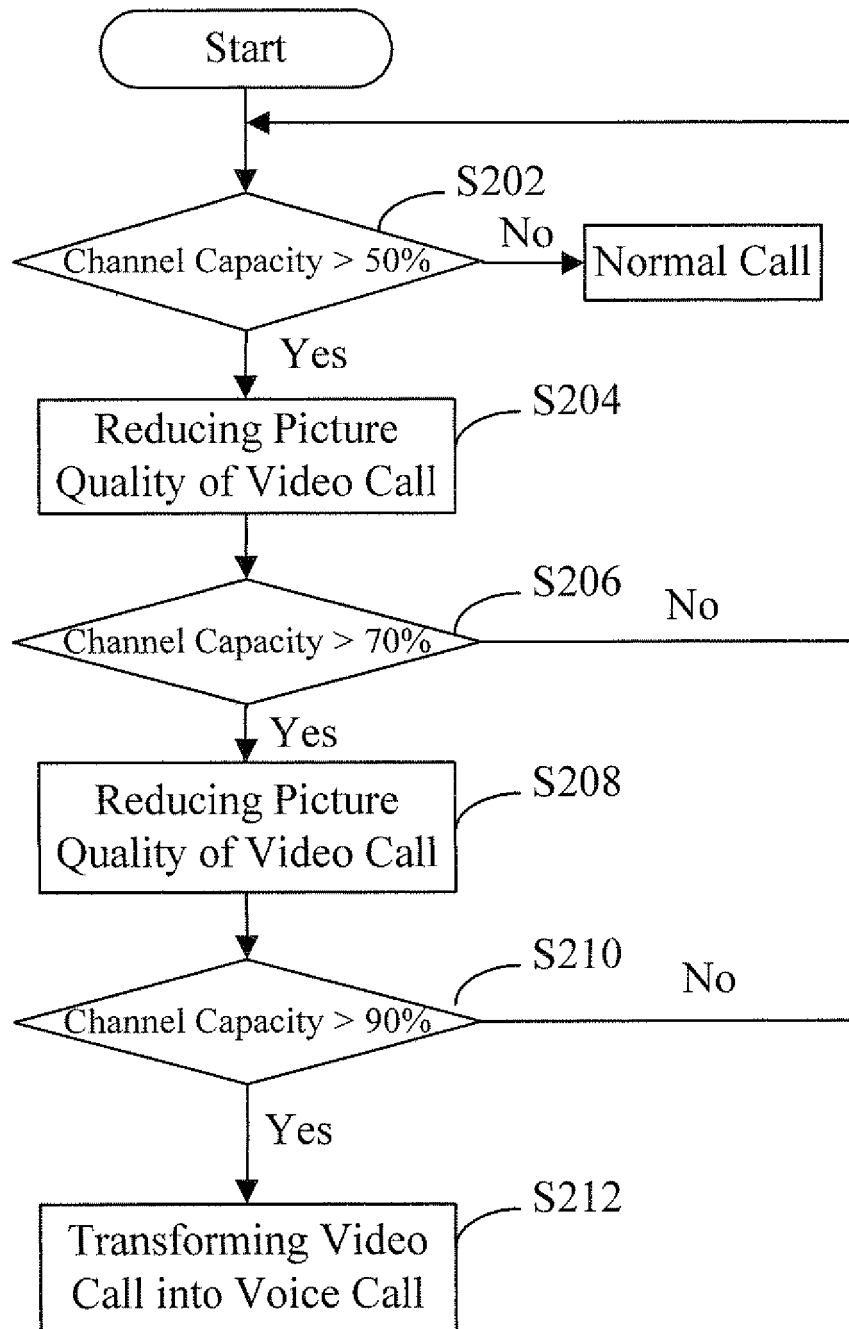 Start
S202
Channel Capacity > 50%
No
Normal Call
Yes
S204
Reducing Picture
Quality of Video Call
S206
No
Channel Capacity > 70%
Yes
S208
Reducing Picture
Quality of Video Call
S210
No
Channel Capacity > 90%
Yes
S212
Transforming Video
Call into Voice Call